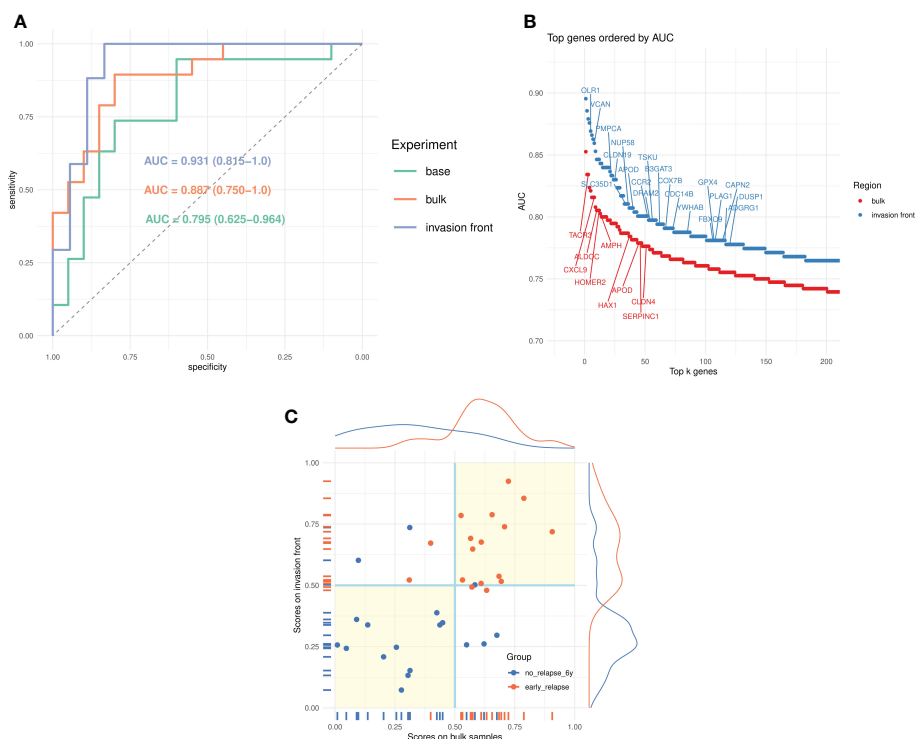 A
1.00
0.75
0.50
0.25
0.00
sensitivity
AUC = 0.931 (0.815−1.0)
AUC = 0.887 (0.750−1.0)
AUC = 0.795 (0.625−0.964)
1.00
0.75
0.50
0.25
0.00
specificity
Experiment
base
bulk
invasion front
B
Top genes ordered by AUC
0.90
0.85
0.80
0.75
0.70
AUC
OLR1
VCAN
PMPCA
NUP58
CLDN19
TSKU
APOD
B3GAT3
SLC35D1
CCR2
COX7B
GPX4
CAPN2
DRAM2
CDC14B
PLAG1
DUSP1
YWHAB
ADGRG1
FBXO9
TACR3
AMPH
ALDOC
CXCL9
HOMER2
APOD
HAX1
CLDN4
SERPINC1
0
50
100
150
200
Top k genes
Region
bulk
invasion front
C
1.00
0.75
0.50
0.25
0.00
Scores on invasion front
Group
no_relapse_6y
early_relapse
0.00
0.25
0.50
0.75
1.00
Scores on bulk samples